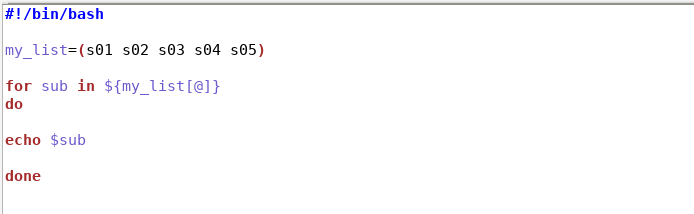 #!/bin/bash
my_list=(s01 s02 s03 s04 s05)
for sub in ${my_list[@]}
do
echo $sub
done